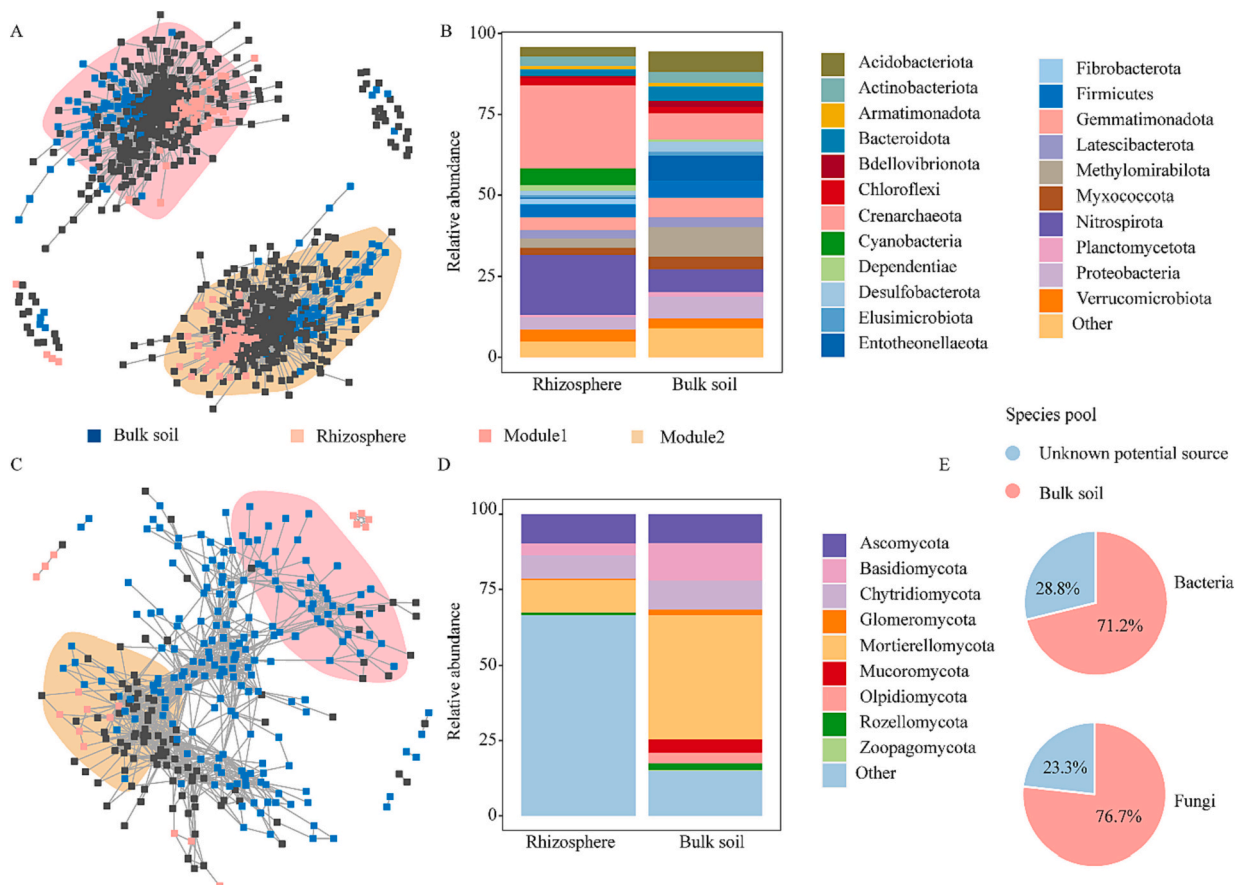 A
B
100
75
50
25
0
Relative abundance
Rhizosphere
Bulk soil
Acidobacteriota
Actinobacteriota
Armatimonadota
Bacteroidota
Bdellovibrionota
Chloroflexi
Crenarchaeota
Cyanobacteria
Dependentiae
Desulfobacterota
Elusimicrobiota
Entotheonellaeota
Fibrobacterota
Firmicutes
Gemmatimonadota
Latescibacterota
Methylomirabilota
Myxococcota
Nitrospirota
Planctomycetota
Proteobacteria
Verrucomicrobiota
Other
Bulk soil
Rhizosphere
Module1
Module2
C
D
100
75
50
25
0
Relative abundance
Rhizosphere
Bulk soil
Ascomycota
Basidiomycota
Chytridiomycota
Glomeromycota
Mortierellomycota
Mucoromycota
Olpidiomycota
Rozellomycota
Zoopagomycota
Other
E
Species pool
Unknown potential source
Bulk soil
28.8%
71.2%
Bacteria
23.3%
76.7%
Fungi